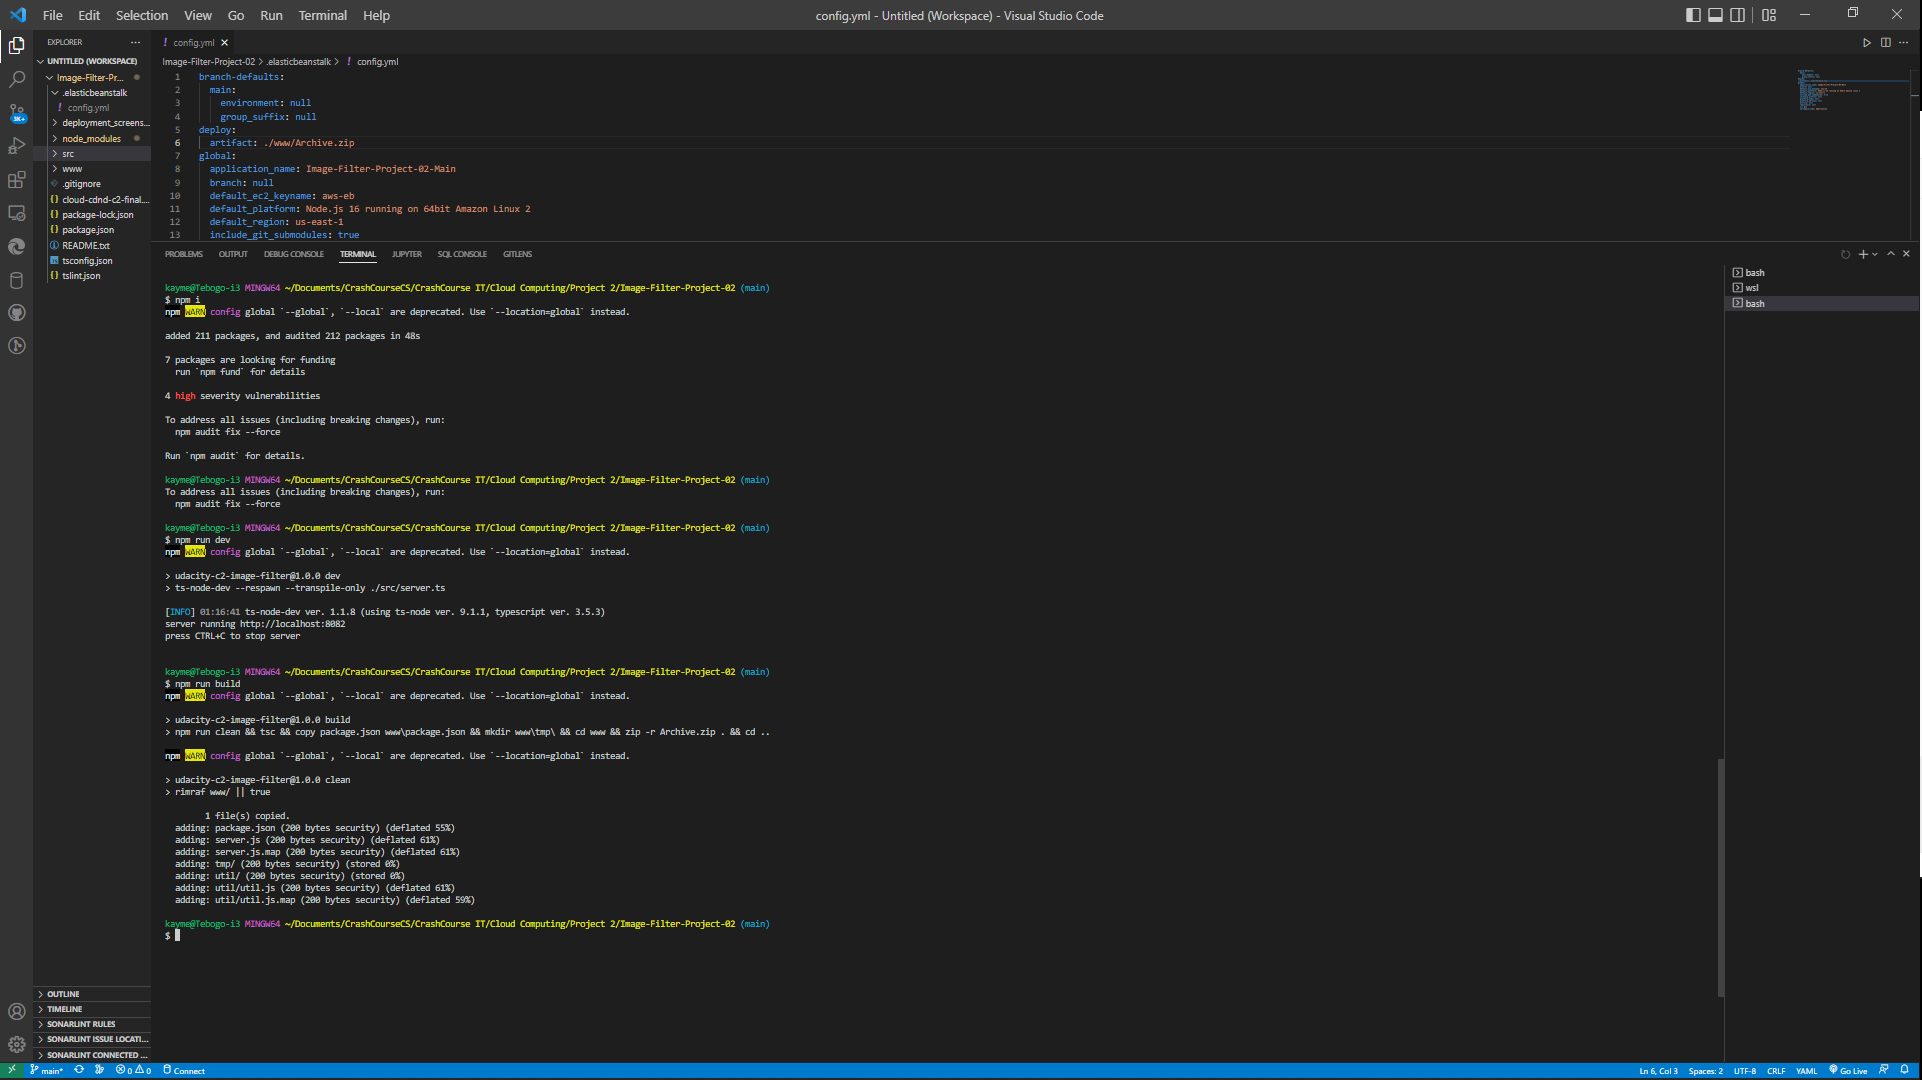 File Edit Selection View Go Run Terminal Help
config.yml - Untitled (Workspace) - Visual Studio Code
EXPLORER
UNTITLED (WORKSPACE)
Image-Filter-Pr...
.elasticbeanstalk
! config.yml
deployment_screens...
node_modules
src
www
.gitignore
{} cloud-cdnd-c2-final....
{} package-lock.json
{} package.json
README.txt
tsconfig.json
{} tslint.json
OUTLINE
TIMELINE
SONARLINT RULES
SONARLINT ISSUE LOCATI...
SONARLINT CONNECTED ...
! config.yml
Image-Filter-Project-02 > .elasticbeanstalk > ! config.yml
1 branch-defaults:
2 main:
3 environment: null
4 group_suffix: null
5 deploy:
6 artifact: ./www/Archive.zip
7 global:
8 application_name: Image-Filter-Project-02-Main
9 branch: null
10 default_ec2_keyname: aws-eb
11 default_platform: Node.js 16 running on 64bit Amazon Linux 2
12 default_region: us-east-1
13 include_git_submodules: true
PROBLEMS OUTPUT DEBUG CONSOLE TERMINAL JUPYTER SQL CONSOLE GITLENS
kayme@Tebogo-i3 MINGW64 ~/Documents/CrashCourseCS/CrashCourse IT/Cloud Computing/Project 2/Image-Filter-Project-02 (main)
$ npm i
npm WARN config global `--global`, `--local` are deprecated. Use `--location=global` instead.
added 211 packages, and audited 212 packages in 48s
7 packages are looking for funding
run `npm fund` for details
4 high severity vulnerabilities
To address all issues (including breaking changes), run:
npm audit fix --force
Run `npm audit` for details.
kayme@Tebogo-i3 MINGW64 ~/Documents/CrashCourseCS/CrashCourse IT/Cloud Computing/Project 2/Image-Filter-Project-02 (main)
To address all issues (including breaking changes), run:
npm audit fix --force
kayme@Tebogo-i3 MINGW64 ~/Documents/CrashCourseCS/CrashCourse IT/Cloud Computing/Project 2/Image-Filter-Project-02 (main)
$ npm run dev
npm WARN config global `--global`, `--local` are deprecated. Use `--location=global` instead.
> udacity-c2-image-filter@1.0.0 dev
> ts-node-dev --respawn --transpile-only ./src/server.ts
[INFO] 01:16:41 ts-node-dev ver. 1.1.8 (using ts-node ver. 9.1.1, typescript ver. 3.5.3)
server running http://localhost:8082
press CTRL+C to stop server
kayme@Tebogo-i3 MINGW64 ~/Documents/CrashCourseCS/CrashCourse IT/Cloud Computing/Project 2/Image-Filter-Project-02 (main)
$ npm run build
npm WARN config global `--global`, `--local` are deprecated. Use `--location=global` instead.
> udacity-c2-image-filter@1.0.0 build
> npm run clean && tsc && copy package.json www\package.json && mkdir www\tmp\ && cd www && zip -r Archive.zip . && cd ..
npm WARN config global `--global`, `--local` are deprecated. Use `--location=global` instead.
> udacity-c2-image-filter@1.0.0 clean
> rimraf www/ || true
1 file(s) copied.
adding: package.json (200 bytes security) (deflated 55%)
adding: server.js (200 bytes security) (deflated 61%)
adding: server.js.map (200 bytes security) (deflated 61%)
adding: tmp/ (200 bytes security) (stored 0%)
adding: util/ (200 bytes security) (stored 0%)
adding: util/util.js (200 bytes security) (deflated 61%)
adding: util/util.js.map (200 bytes security) (deflated 59%)
kayme@Tebogo-i3 MINGW64 ~/Documents/CrashCourseCS/CrashCourse IT/Cloud Computing/Project 2/Image-Filter-Project-02 (main)
$
bash
wsl
bash
main* 0 0 Connect
Ln 6, Col 3 Spaces: 2 UTF-8 CRLF YAML Go Live